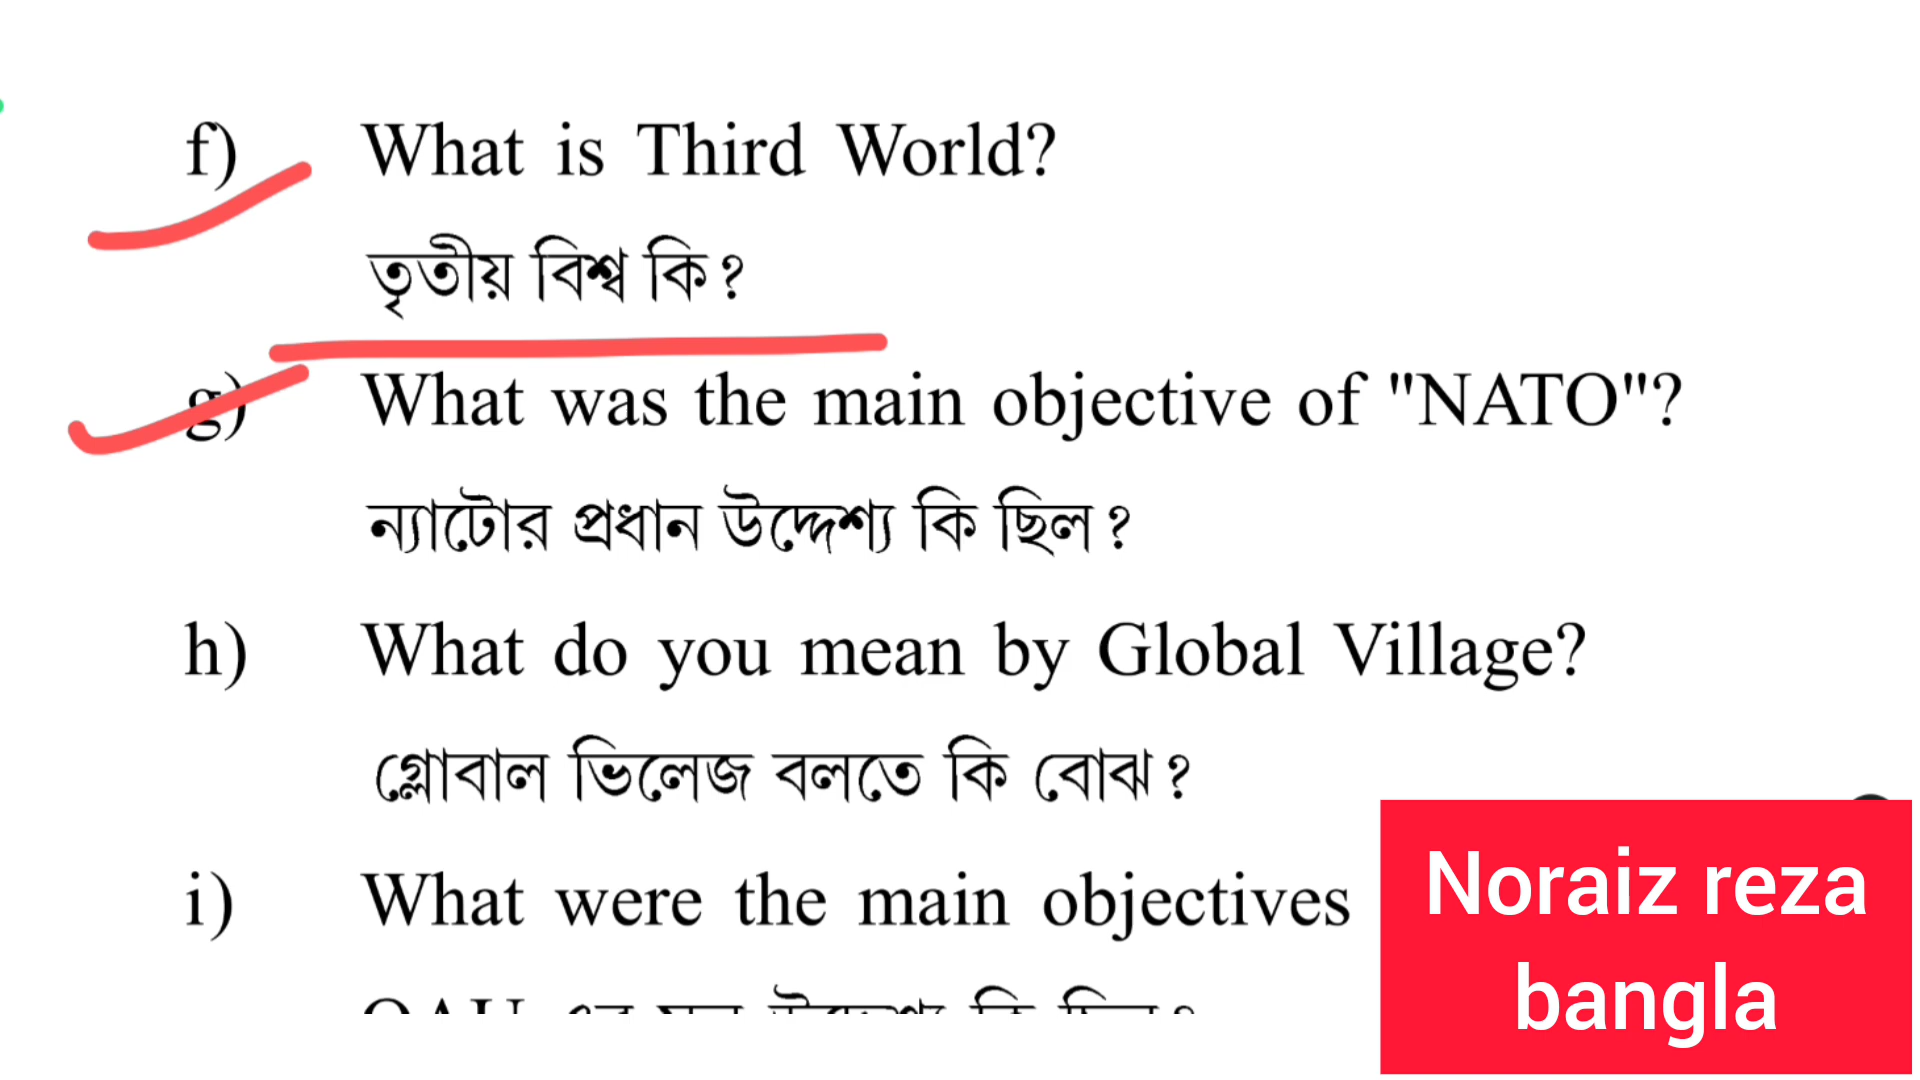 f) What is Third World?
তৃতীয় বিশ্ব কি?
g) What was the main objective of "NATO"?
ন্যাটোর প্রধান উদ্দেশ্য কি ছিল?
h) What do you mean by Global Village?
গ্লোবাল ভিলেজ বলতে কি বোঝ?
i) What were the main objectives
Noraiz reza
bangla